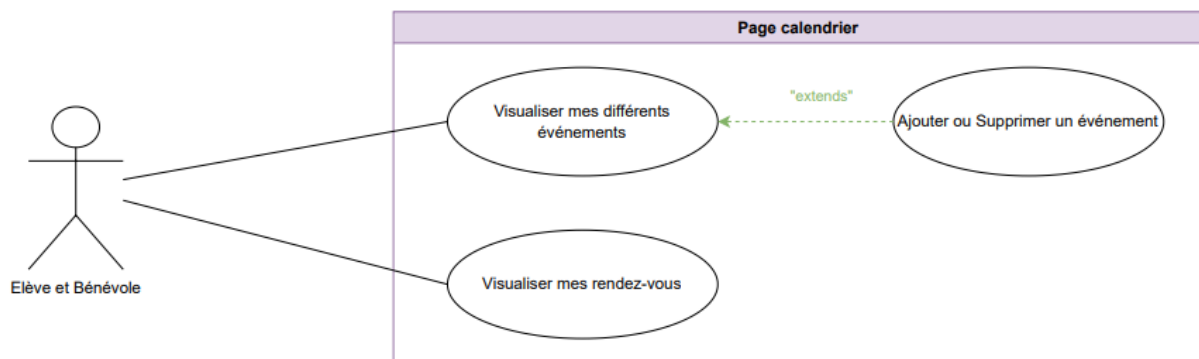 Page calendrier
Visualiser mes différents
événements
"extends"
Ajouter ou Supprimer un événement
Visualiser mes rendez-vous
Elève et Bénévole